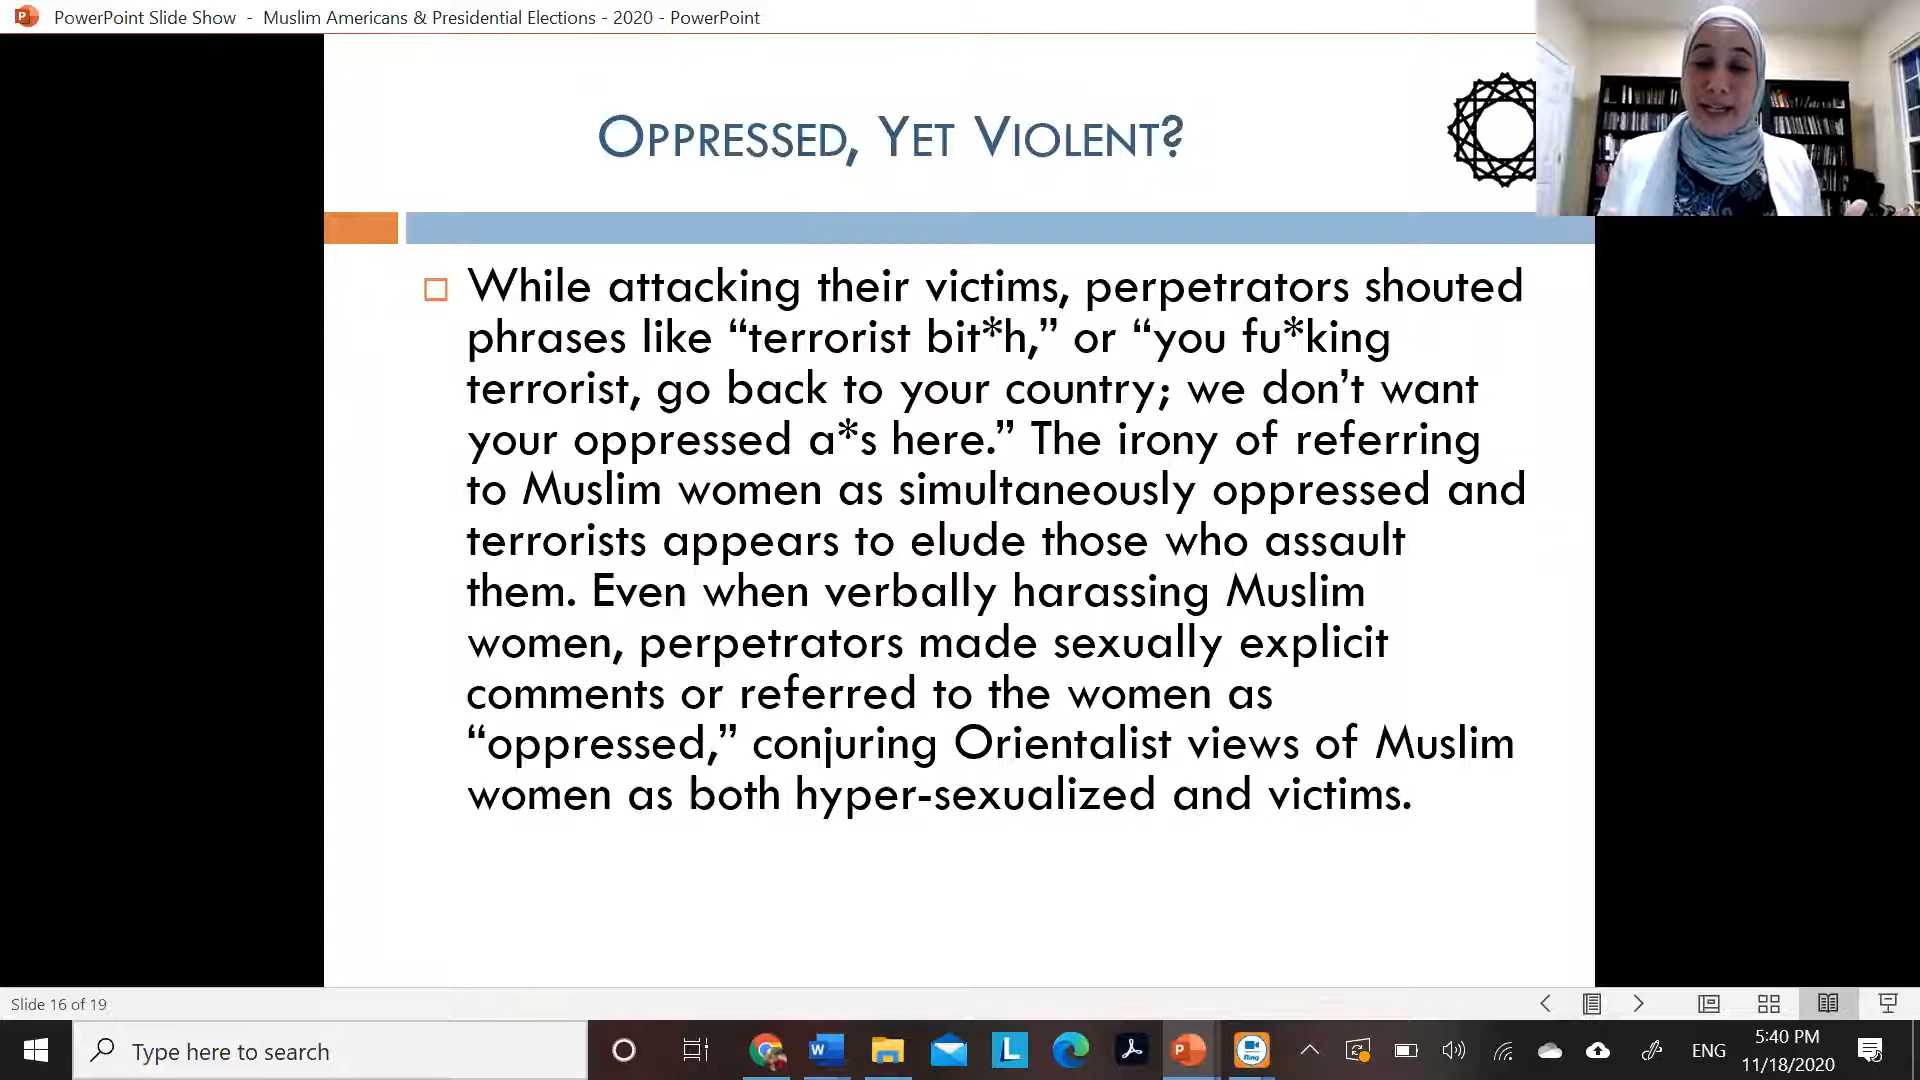 PowerPoint Slide Show - Muslim Americans & Presidential Elections - 2020 - PowerPoint
OPPRESSED, YET VIOLENT?
While attacking their victims, perpetrators shouted
phrases like “terrorist bit*h,” or “you fu*king
terrorist, go back to your country; we don’t want
your oppressed a*s here.” The irony of referring
to Muslim women as simultaneously oppressed and
terrorists appears to elude those who assault
them. Even when verbally harassing Muslim
women, perpetrators made sexually explicit
comments or referred to the women as
“oppressed,” conjuring Orientalist views of Muslim
women as both hyper-sexualized and victims.
Slide 16 of 19
Type here to search
W
L
P
Ring
ENG
5:40 PM
11/18/2020